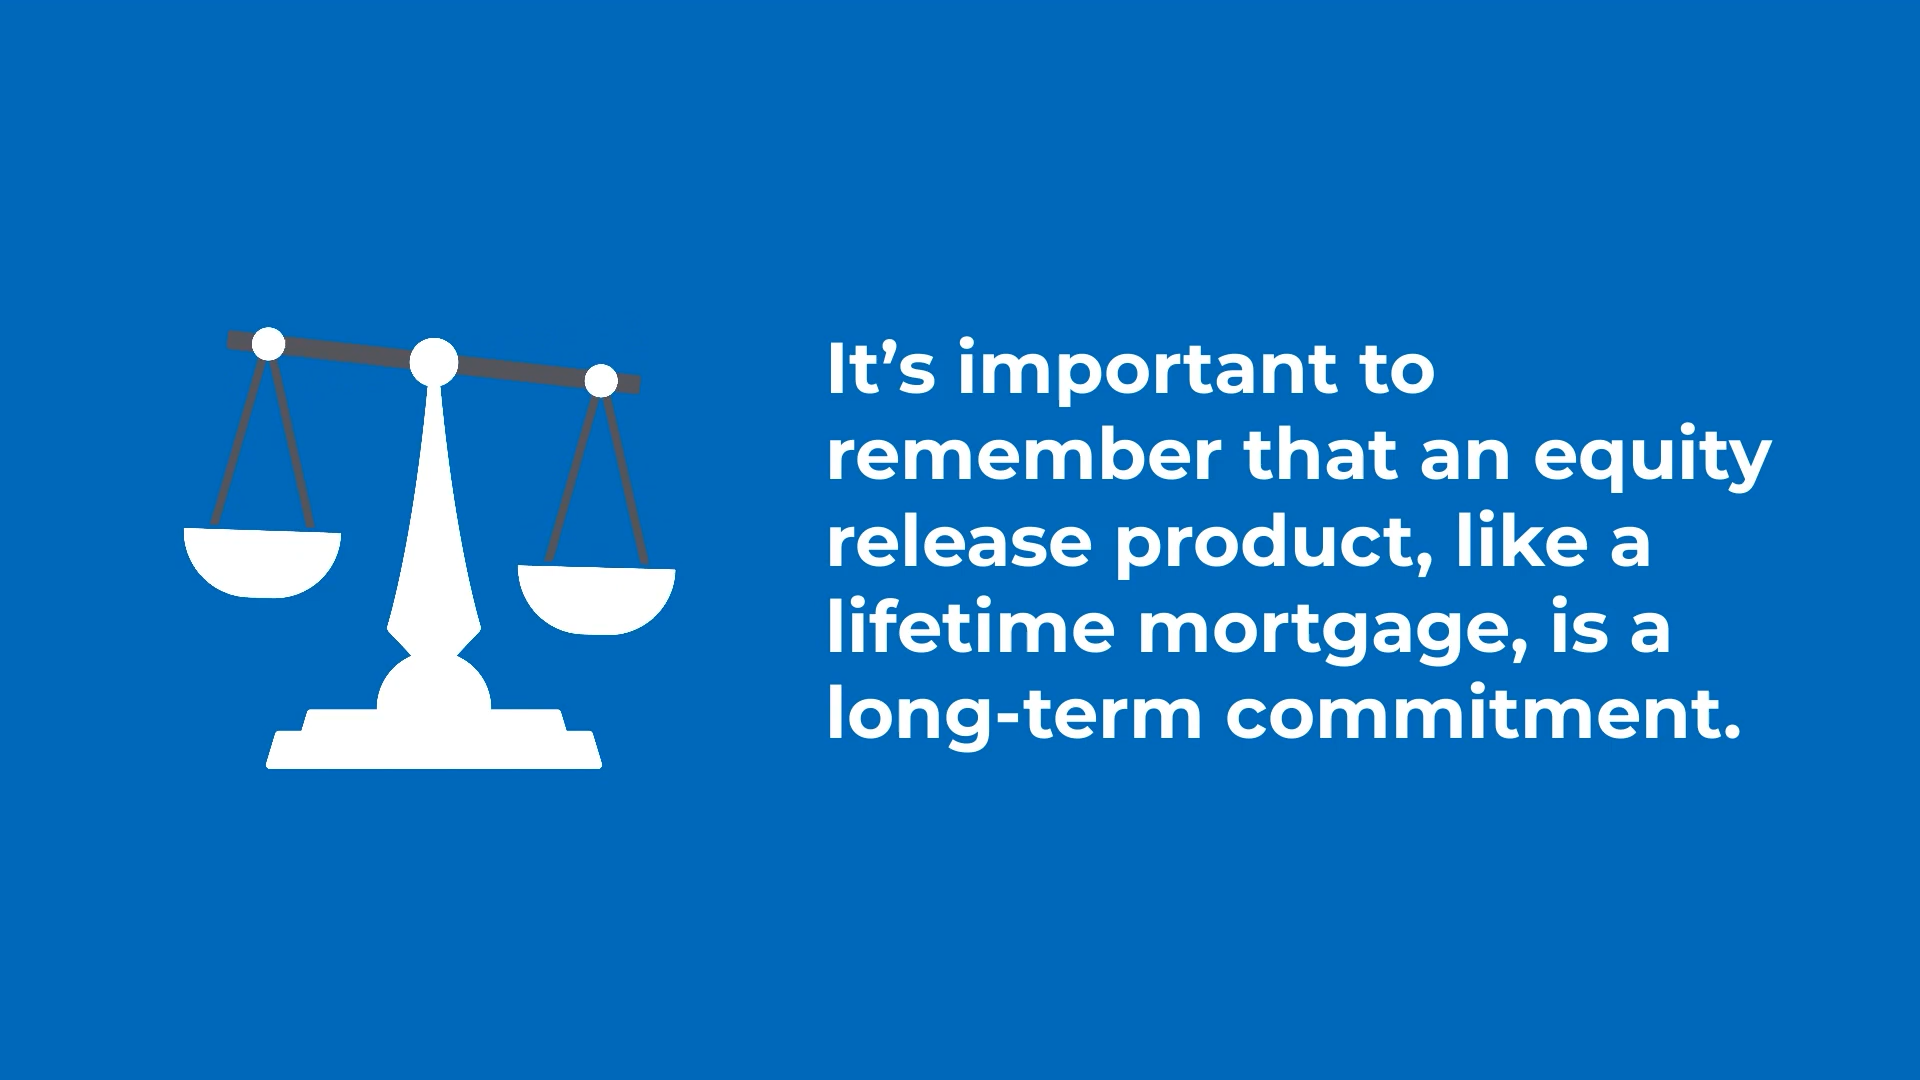 It’s important to
remember that an equity
release product, like a
lifetime mortgage, is a
long-term commitment.